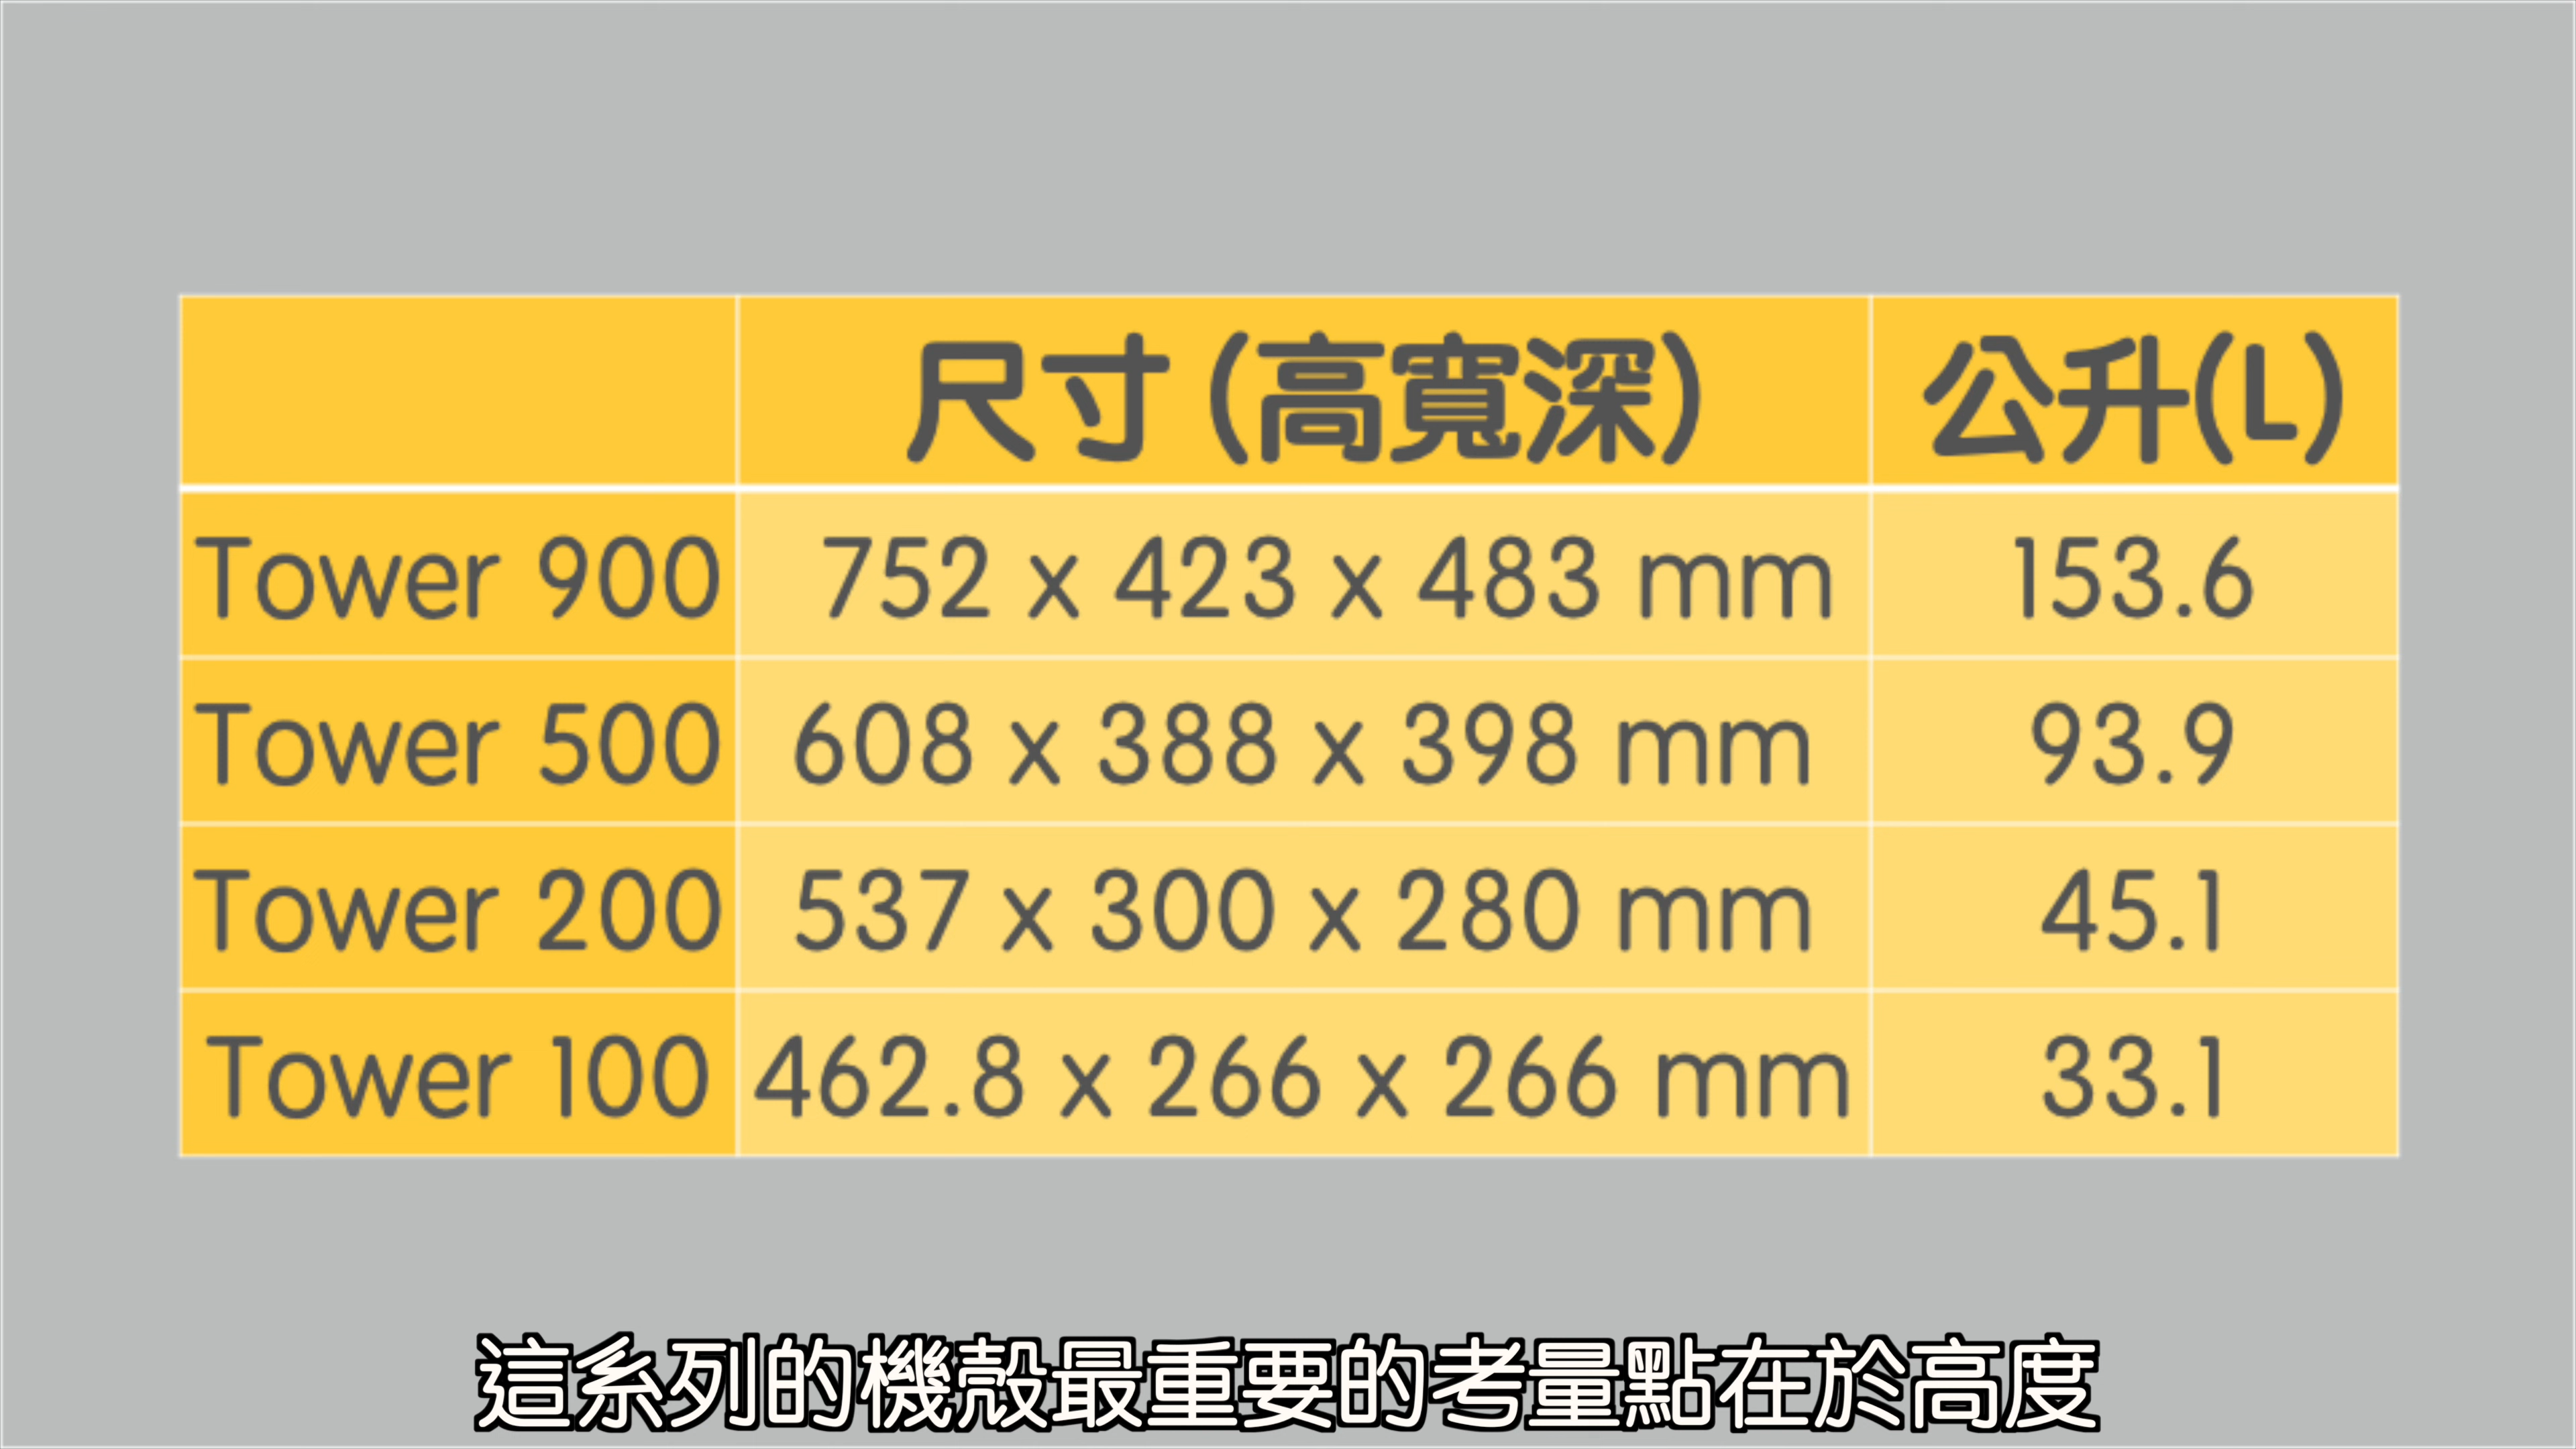 尺寸 (高寬深) 公升(L)
Tower 900 752 x 423 x 483 mm 153.6
Tower 500 608 x 388 x 398 mm 93.9
Tower 200 537 x 300 x 280 mm 45.1
Tower 100 462.8 x 266 x 266 mm 33.1
這系列的機殼最重要的考量點在於高度